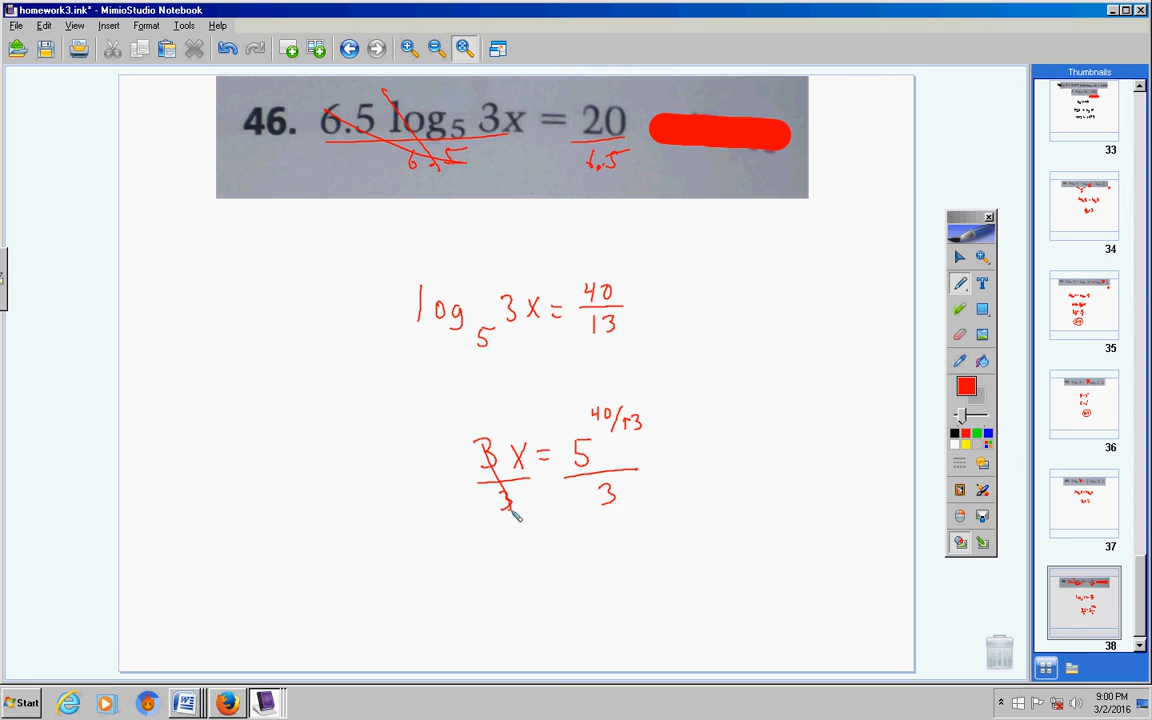 homework3.ink* - MimioStudio Notebook
File Edit View Insert Format Tools Help
Thumbnails
46. 6.5 log₅ 3x = 20
6.5 6.5
log₅ 3x = 40/13
3x = 5^40/13
3 3
33
34
35
36
37
38
T
Start
9:00 PM
3/2/2016